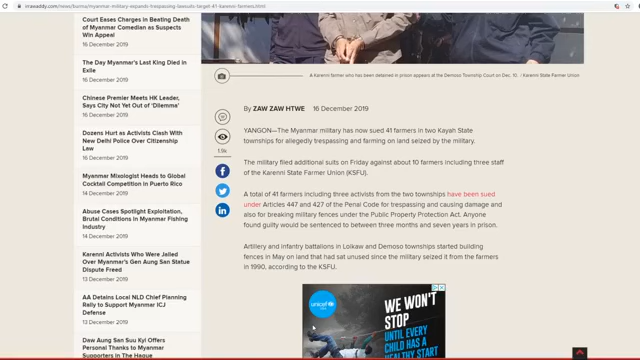 irrawaddy.com/news/burma/myanmar-military-expands-trespassing-lawsuits-target-41-karenni-farmers.html
Court Eases Charges in Beating Death
of Myanmar Comedian as Suspects
Win Appeal
16 December 2019
The Day Myanmar's Last King Died in
Exile
16 December 2019
Chinese Premier Meets HK Leader,
Says City Not Yet Out of 'Dilemma'
16 December 2019
Dozens Hurt as Activists Clash With
New Delhi Police Over Citizenship
Law
16 December 2019
Myanmar Mixologist Heads to Global
Cocktail Competition in Puerto Rico
14 December 2019
Abuse Cases Spotlight Exploitation,
Brutal Conditions in Myanmar Fishing
Industry
14 December 2019
Karenni Activists Who Were Jailed
Over Myanmar's Gen Aung San Statue
Dispute Freed
13 December 2019
AA Detains Local NLD Chief Planning
Rally to Support Myanmar ICJ
Defense
13 December 2019
Daw Aung San Suu Kyi Offers
Personal Thanks to Myanmar
Supporters in The Hague
A Karenni farmer who has been detained in prison appears at the Demoso Township Court on Dec. 10. / Karenni State Farmer Union
By ZAW ZAW HTWE 16 December 2019
1.9k
YANGON—The Myanmar military has now sued 41 farmers in two Kayah State
townships for allegedly trespassing and farming on land seized by the military.
The military filed additional suits on Friday against about 10 farmers including three staff
of the Karenni State Farmer Union (KSFU).
A total of 41 farmers including three activists from the two townships have been sued
under Articles 447 and 427 of the Penal Code for trespassing and causing damage and
also for breaking military fences under the Public Property Protection Act. Anyone
found guilty would be sentenced to between three months and seven years in prison.
Artillery and infantry battalions in Loikaw and Demoso townships started building
fences in May on land that had sat unused since the military seized it from the farmers
in 1990, according to the KSFU.
unicef
WE WON'T
STOP
UNTIL EVERY
CHILD HAS A
HEALTHY START